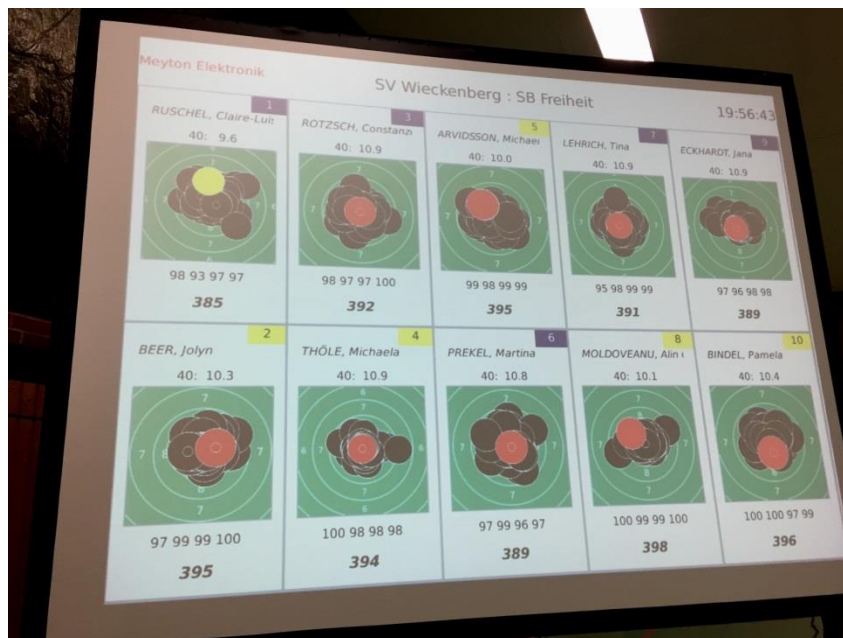 Meyton Elektronik
SV Wieckenberg : SB Freiheit
19:56:43
1
RUSCHEL, Claire-Luis
40: 9.6
98 93 97 97
385
3
ROTZSCH, Constanz
40: 10.9
98 97 97 100
392
5
ARVIDSSON, Michael
40: 10.0
99 98 99 99
395
7
LEHRICH, Tina
40: 10.9
95 98 99 99
391
9
ECKHARDT, Jana
40: 10.9
97 96 98 98
389
2
BEER, Jolyn
40: 10.3
97 99 99 100
395
4
THÖLE, Michaela
40: 10.9
100 98 98 98
394
6
PREKEL, Martina
40: 10.8
97 99 96 97
389
8
MOLDOVEANU, Alin
40: 10.1
100 99 99 100
398
10
BINDEL, Pamela
40: 10.4
100 100 97 99
396